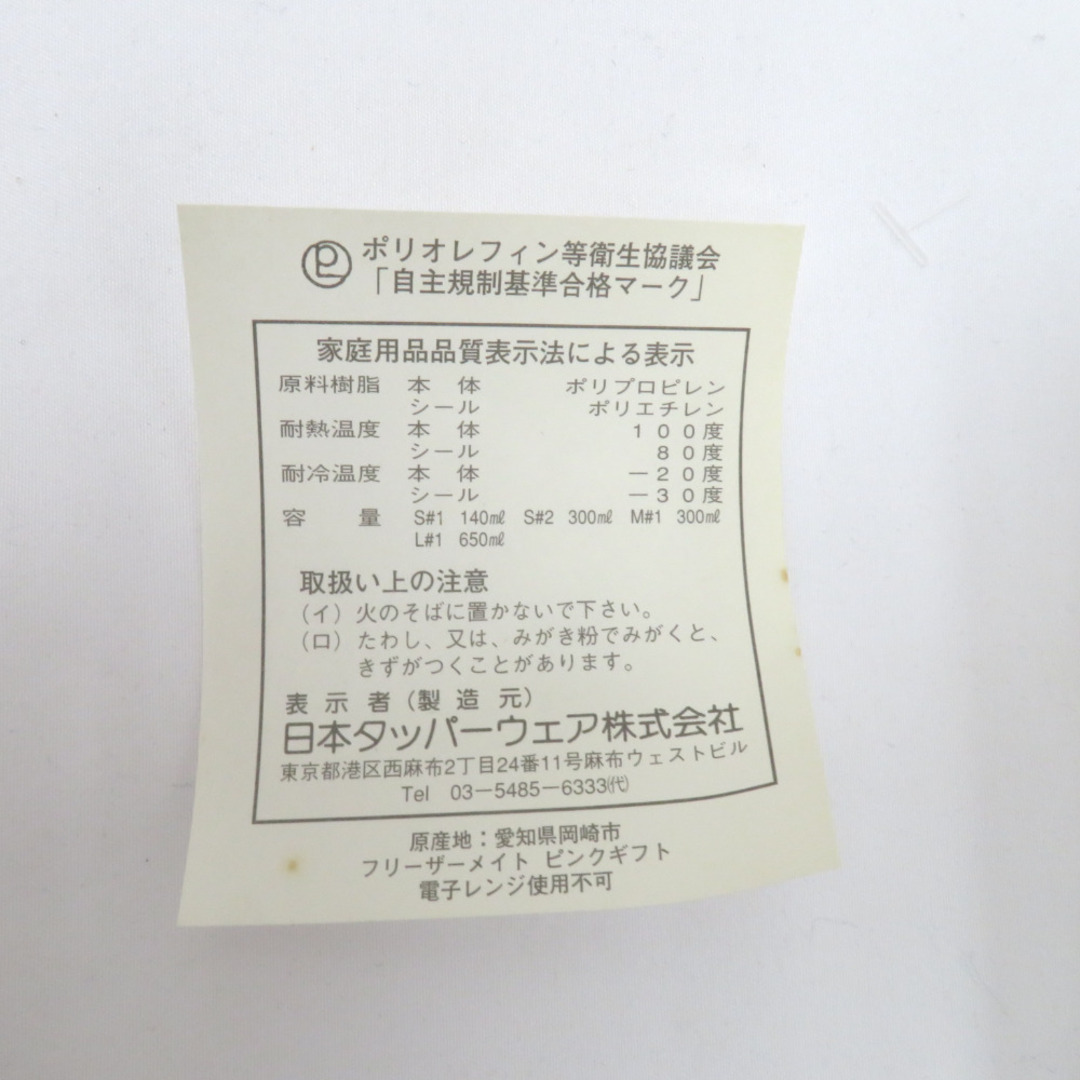 ポリオレフィン等衛生協議会
「自主規制基準合格マーク」
家庭用品品質表示法による表示
原料樹脂 本体 ポリプロピレン
シール ポリエチレン
耐熱温度 本体 100度
シール 80度
耐冷温度 本体 -20度
シール -30度
容量 S#1 140㎖ S#2 300㎖ M#1 300㎖
L#1 650㎖
取扱い上の注意
(イ)火のそばに置かないで下さい。
(ロ)たわし、又は、みがき粉でみがくと、
きずがつくことがあります。
表示者(製造元)
日本タッパーウェア株式会社
東京都港区西麻布2丁目24番11号麻布ウェストビル
Tel 03-5485-6333㈹
原産地:愛知県岡崎市
フリーザーメイト ピンクギフト
電子レンジ使用不可